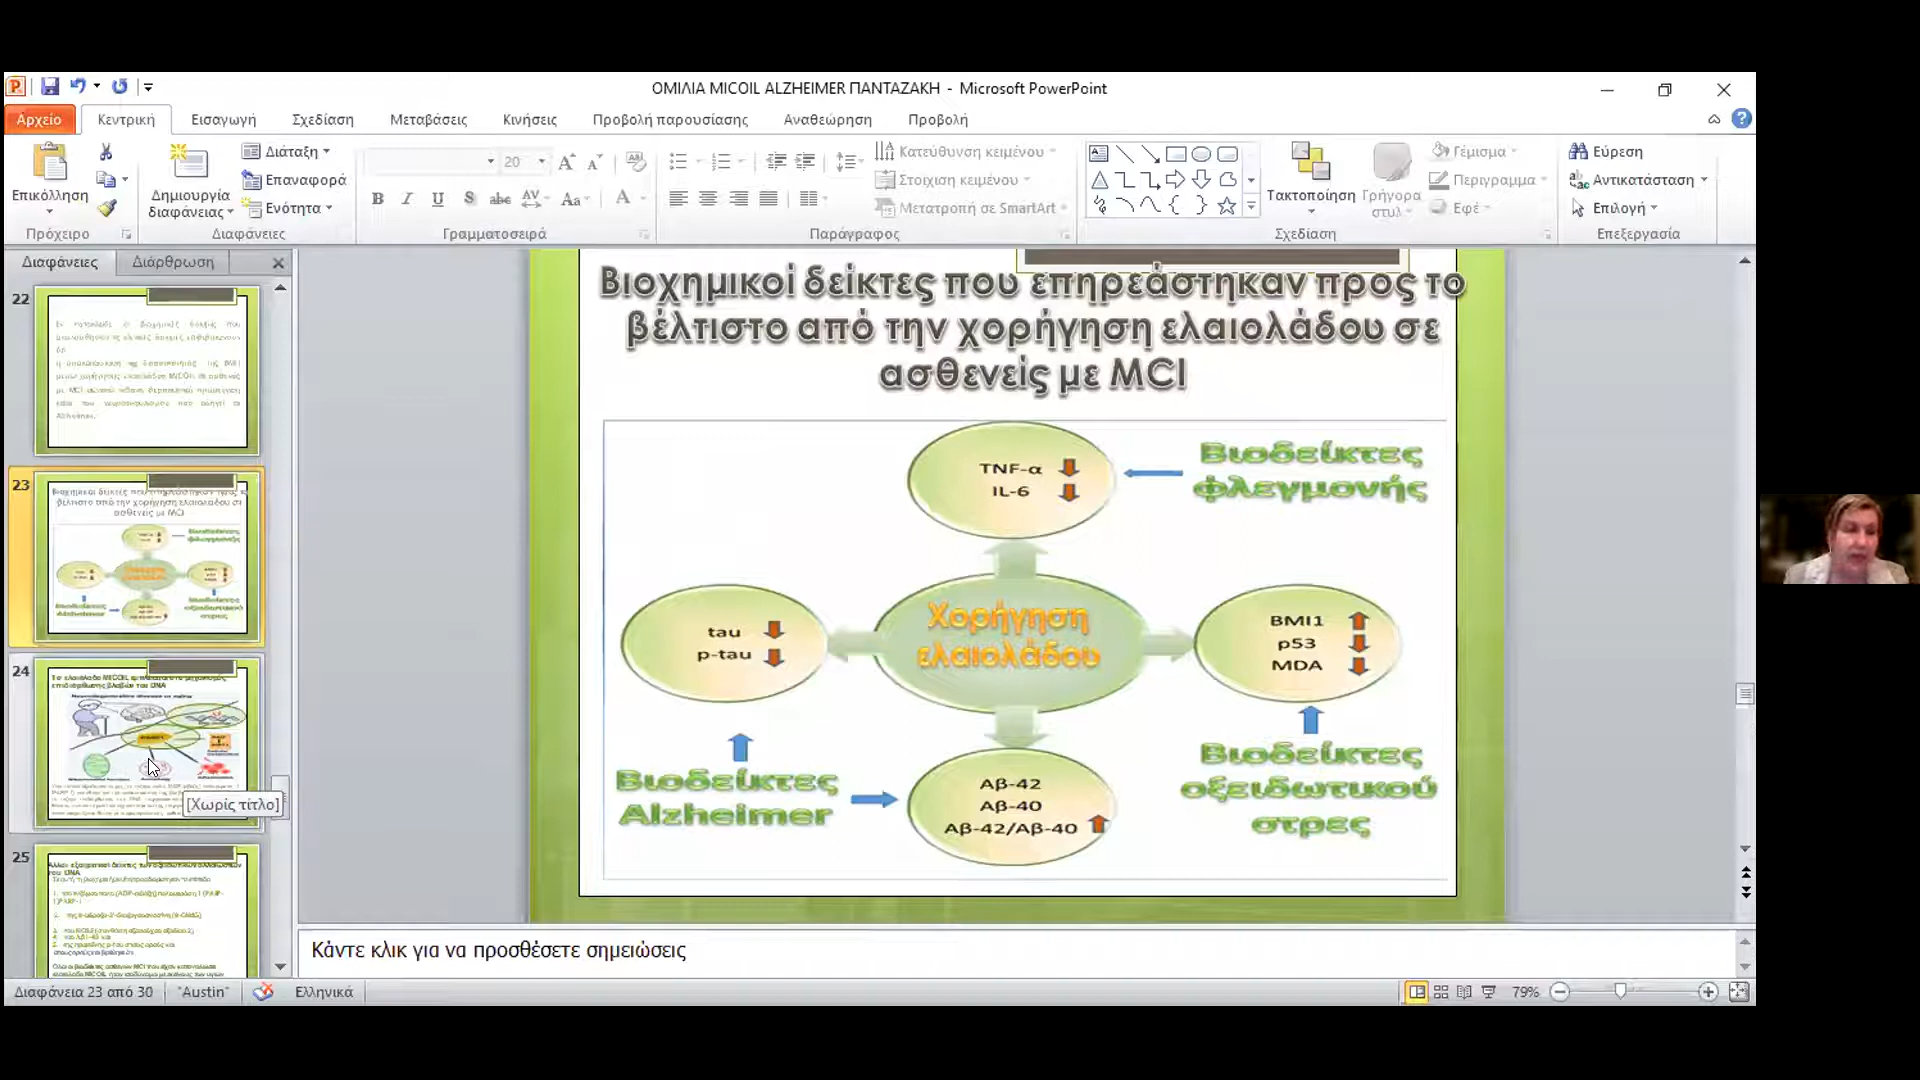 ΟΜΙΛΙΑ MICOIL ALZHEIMER ΠΑΝΤΑΖΑΚΗ - Microsoft PowerPoint
Αρχείο Κεντρική Εισαγωγή Σχεδίαση Μεταβάσεις Κινήσεις Προβολή παρουσίασης Αναθεώρηση Προβολή
Επικόλληση
Δημιουργία διαφάνειας
Διάταξη
Επαναφορά
Ενότητα
20
Κατεύθυνση κειμένου
Στοίχιση κειμένου
Μετατροπή σε SmartArt
Τακτοποίηση
Γρήγορα στυλ
Γέμισμα
Περίγραμμα
Εφέ
Εύρεση
Αντικατάσταση
Επιλογή
Πρόχειρο Διαφάνειες Γραμματοσειρά Παράγραφος Σχεδίαση Επεξεργασία
Διαφάνειες Διάρθρωση
22
23
24
[Χωρίς τίτλο]
25
Βιοχημικοί δείκτες που επηρεάστηκαν προς το
βέλτιστο από την χορήγηση ελαιολάδου σε
ασθενείς με MCI
TNF-α
IL-6
Βιοδείκτες
φλεγμονής
tau
p-tau
Χορήγηση
ελαιολάδου
BMI1
p53
MDA
Βιοδείκτες
Alzheimer
Αβ-42
Αβ-40
Αβ-42/Αβ-40
Βιοδείκτες
οξειδωτικού
στρες
Κάντε κλικ για να προσθέσετε σημειώσεις
Διαφάνεια 23 από 30 "Austin" Ελληνικά 79%